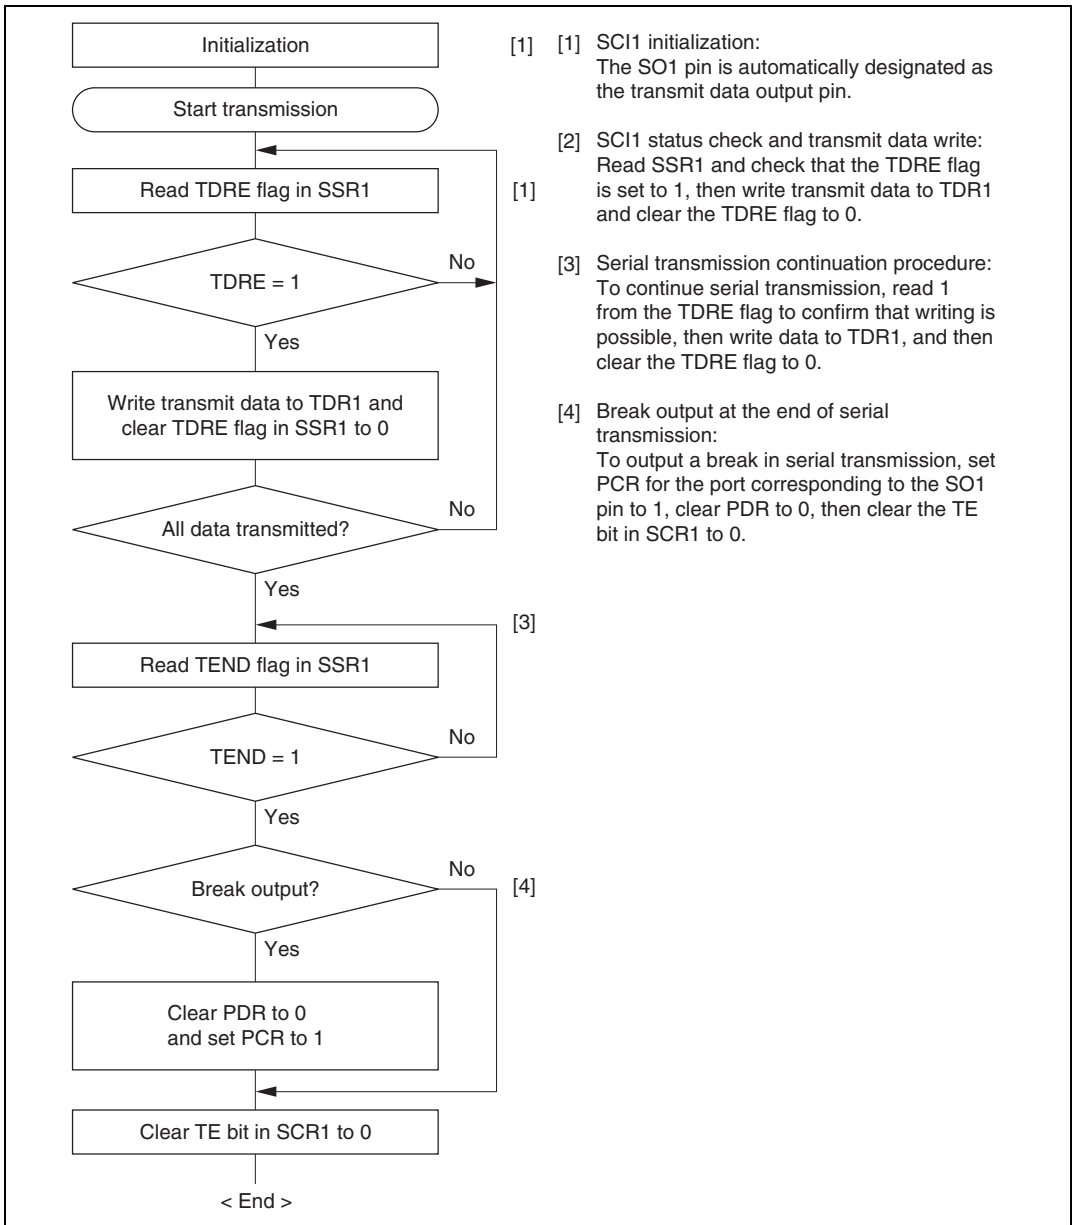 Initialization
[1]
Start transmission
Read TDRE flag in SSR1
[1]
TDRE = 1
No
Yes
Write transmit data to TDR1 and
clear TDRE flag in SSR1 to 0
All data transmitted?
No
Yes
[3]
Read TEND flag in SSR1
TEND = 1
No
Yes
Break output?
No
[4]
Yes
Clear PDR to 0
and set PCR to 1
Clear TE bit in SCR1 to 0
< End >
[1] SCI1 initialization:
The SO1 pin is automatically designated as
the transmit data output pin.
[2] SCI1 status check and transmit data write:
Read SSR1 and check that the TDRE flag
is set to 1, then write transmit data to TDR1
and clear the TDRE flag to 0.
[3] Serial transmission continuation procedure:
To continue serial transmission, read 1
from the TDRE flag to confirm that writing is
possible, then write data to TDR1, and then
clear the TDRE flag to 0.
[4] Break output at the end of serial
transmission:
To output a break in serial transmission, set
PCR for the port corresponding to the SO1
pin to 1, clear PDR to 0, then clear the TE
bit in SCR1 to 0.